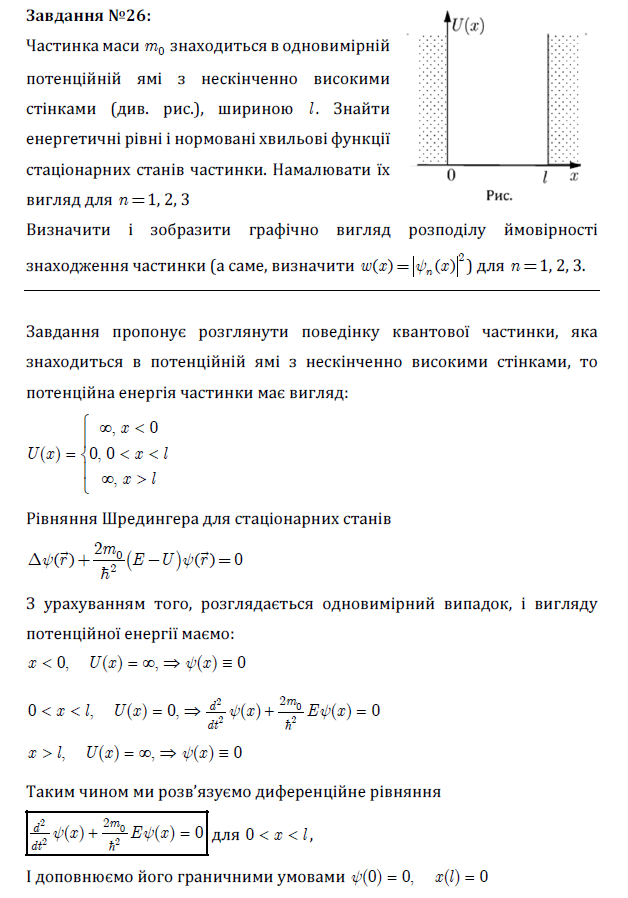 Завдання №26:
Частинка маси m₀ знаходиться в одновимірній
потенційній ямі з нескінченно високими
стінками (див. рис.), шириною l. Знайти
енергетичні рівні і нормовані хвильові функції
стаціонарних станів частинки. Намалювати їх
вигляд для n = 1, 2, 3
U(x)
0 l x
Рис.
Визначити і зобразити графічно вигляд розподілу ймовірності
знаходження частинки (а саме, визначити w(x) = |ψₙ(x)|²) для n = 1, 2, 3.
Завдання пропонує розглянути поведінку квантової частинки, яка
знаходиться в потенційній ямі з нескінченно високими стінками, то
потенційна енергія частинки має вигляд:
U(x) = { ∞, x < 0
0, 0 < x < l
∞, x > l
Рівняння Шредингера для стаціонарних станів
Δψ(r⃗) + 2m₀/ℏ² (E − U)ψ(r⃗) = 0
З урахуванням того, розглядається одновимірний випадок, і вигляду
потенційної енергії маємо:
x < 0, U(x) = ∞, ⇒ ψ(x) ≡ 0
0 < x < l, U(x) = 0, ⇒ d²/dt² ψ(x) + 2m₀/ℏ² Eψ(x) = 0
x > l, U(x) = ∞, ⇒ ψ(x) ≡ 0
Таким чином ми розв’язуємо диференційне рівняння
d²/dt² ψ(x) + 2m₀/ℏ² Eψ(x) = 0 для 0 < x < l,
І доповнюємо його граничними умовами ψ(0) = 0, x(l) = 0